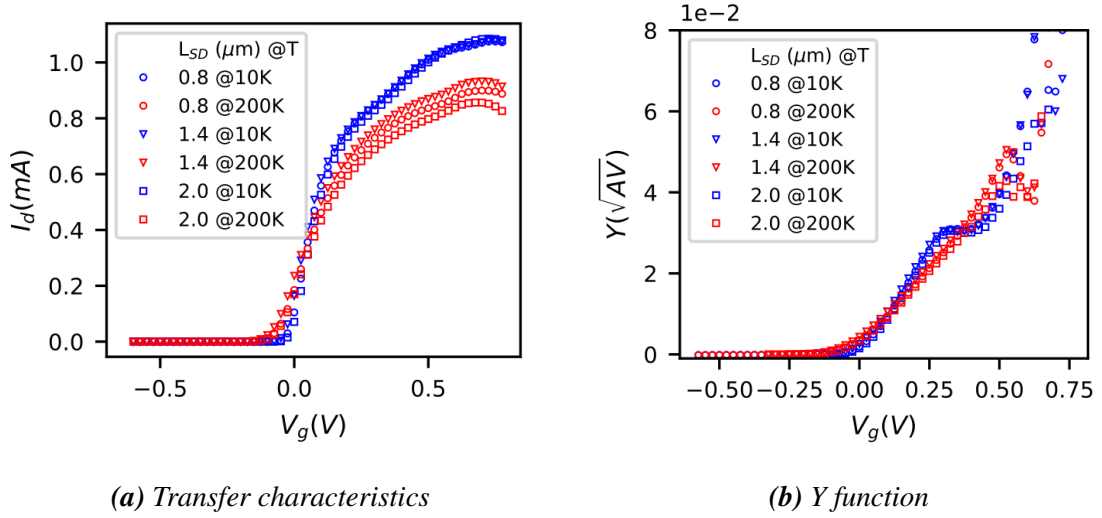 L_SD (μm) @T
0.8 @10K
0.8 @200K
1.4 @10K
1.4 @200K
2.0 @10K
2.0 @200K
I_d(mA)
1.0
0.8
0.6
0.4
0.2
0.0
−0.5
0.0
0.5
V_g(V)
(a) Transfer characteristics
1e−2
L_SD (μm) @T
0.8 @10K
0.8 @200K
1.4 @10K
1.4 @200K
2.0 @10K
2.0 @200K
Y(√AV)
8
6
4
2
0
−0.50
−0.25
0.00
0.25
0.50
0.75
V_g(V)
(b) Y function